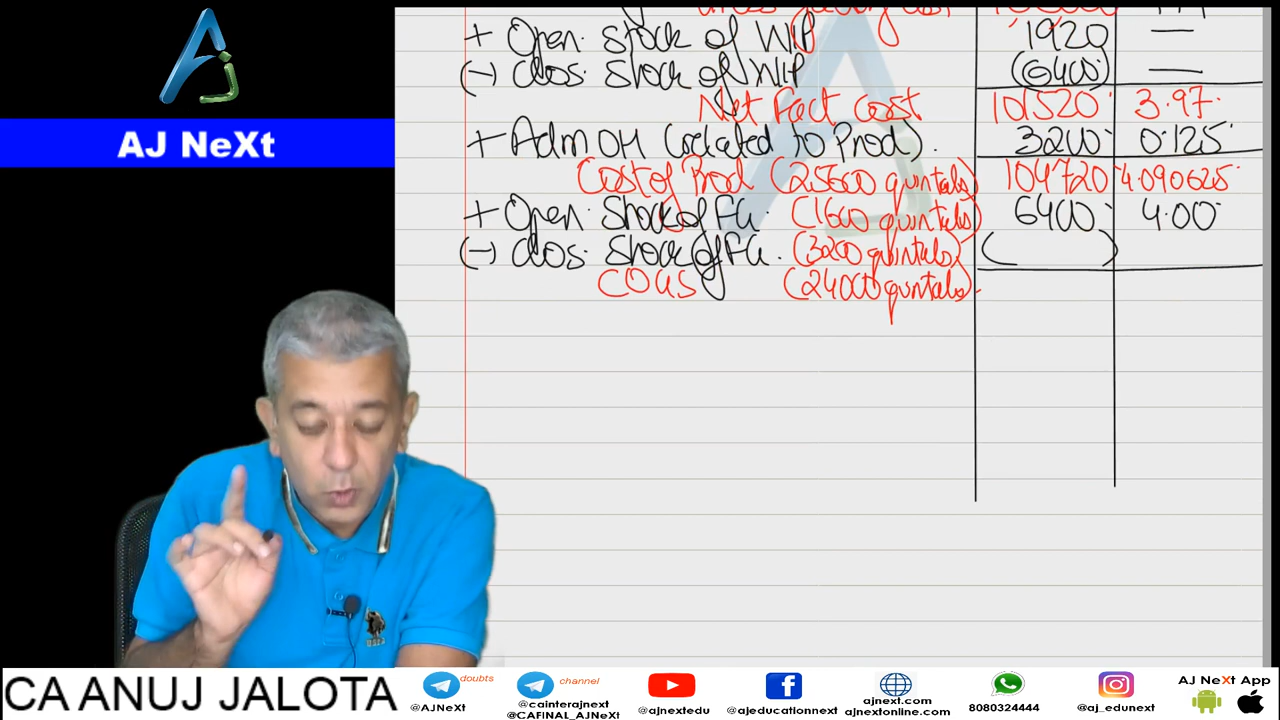 AJ NeXt
+ Open. Stock of WIP 1920 —
(-) Clos. Stock of WIP (6400) —
Net Fact Cost 101520 3.97
+ Adm OH (related to Prod). 3200 0.125
Cost of Prod (25600 quintals) 104720 4.090625
+ Open. Stock of FG. (1600 quintals) 6400 4.00
(-) Clos. Stock of FG. (3200 quintals) ( )
COGS (24000 quintals)
CA ANUJ JALOTA
doubts
@AJNeXt
channel
@cainterajnext
@CAFINAL_AJNeXt
@ajnextedu
@ajeducationnext
ajnext.com
ajnextonline.com
8080324444
@aj_edunext
AJ NeXt App